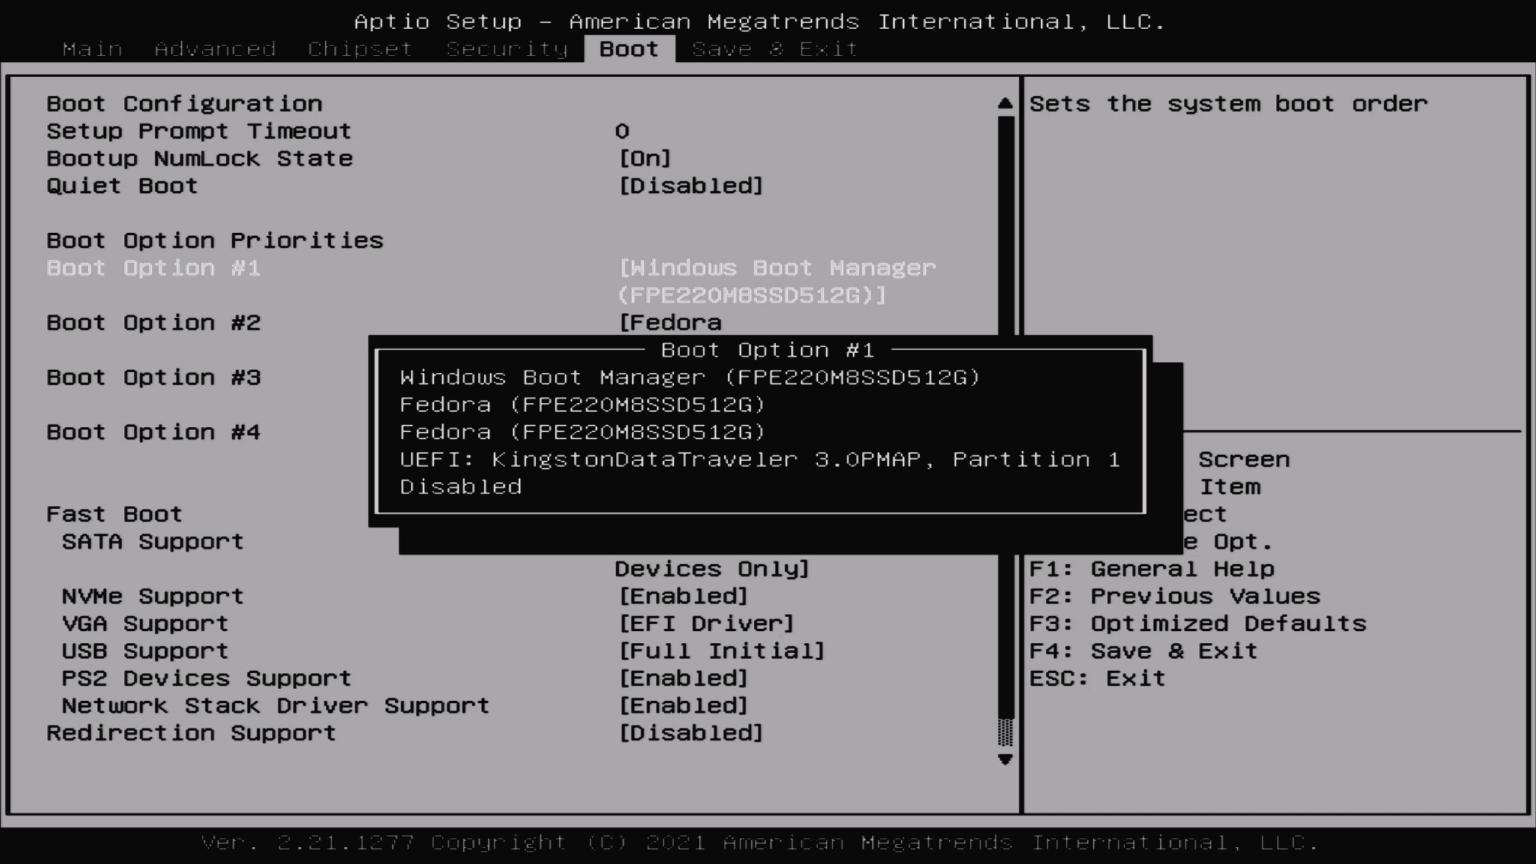 Aptio Setup – American Megatrends International, LLC.
Main Advanced Chipset Security Boot Save & Exit
Boot Configuration
Setup Prompt Timeout 0
Bootup NumLock State [On]
Quiet Boot [Disabled]
Boot Option Priorities
Boot Option #1 [Windows Boot Manager
(FPE220M8SSD512G)]
Boot Option #2 [Fedora
Boot Option #3
Boot Option #4
Fast Boot
SATA Support
Devices Only]
NVMe Support [Enabled]
VGA Support [EFI Driver]
USB Support [Full Initial]
PS2 Devices Support [Enabled]
Network Stack Driver Support [Enabled]
Redirection Support [Disabled]
Boot Option #1
Windows Boot Manager (FPE220M8SSD512G)
Fedora (FPE220M8SSD512G)
Fedora (FPE220M8SSD512G)
UEFI: KingstonDataTraveler 3.0PMAP, Partition 1
Disabled
Sets the system boot order
Screen
Item
ect
e Opt.
F1: General Help
F2: Previous Values
F3: Optimized Defaults
F4: Save & Exit
ESC: Exit
Ver. 2.21.1277 Copyright (C) 2021 American Megatrends International, LLC.